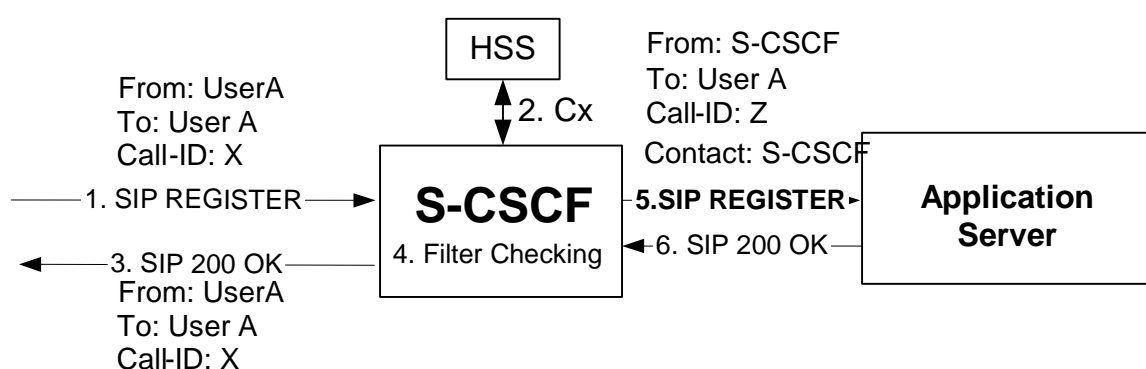 HSS
From: S-CSCF
To: User A
Call-ID: Z
Contact: S-CSCF
2. Cx
From: UserA
To: User A
Call-ID: X
1. SIP REGISTER
S-CSCF
4. Filter Checking
5.SIP REGISTER
Application
Server
6. SIP 200 OK
3. SIP 200 OK
From: UserA
To: User A
Call-ID: X